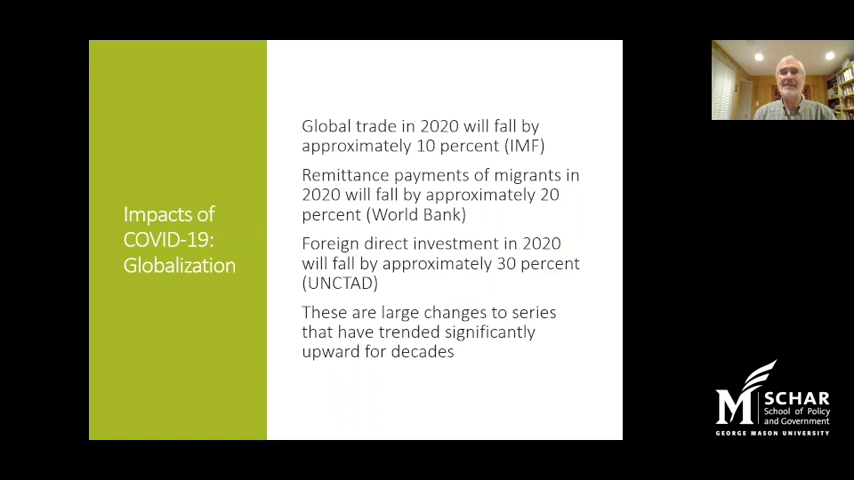 Impacts of
COVID-19:
Globalization
Global trade in 2020 will fall by
approximately 10 percent (IMF)
Remittance payments of migrants in
2020 will fall by approximately 20
percent (World Bank)
Foreign direct investment in 2020
will fall by approximately 30 percent
(UNCTAD)
These are large changes to series
that have trended significantly
upward for decades
M SCHAR
School of Policy
and Government
GEORGE MASON UNIVERSITY